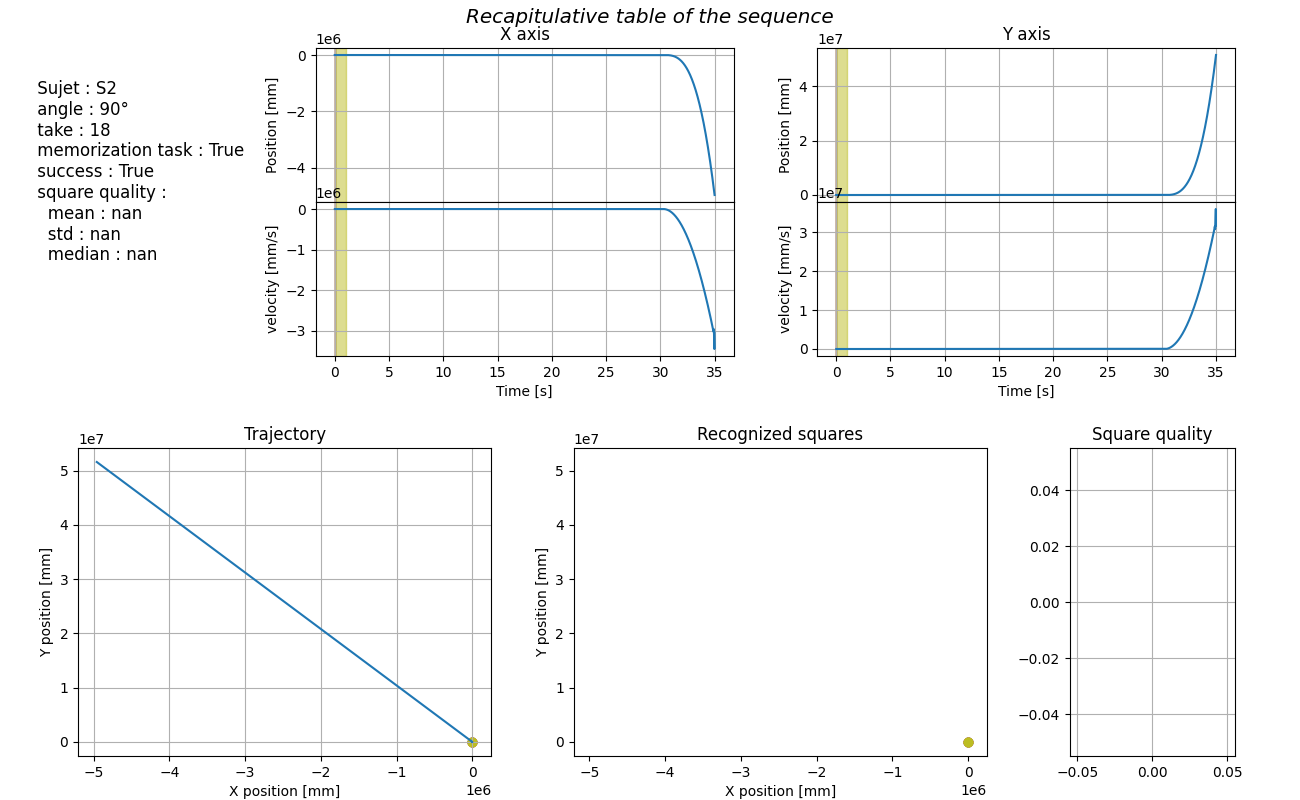 Recapitulative table of the sequence
Sujet : S2
angle : 90°
take : 18
memorization task : True
success : True
square quality :
mean : nan
std : nan
median : nan
X axis
1e6
Position [mm]
0
−2
−4
1e6
velocity [mm/s]
0
−1
−2
−3
0 5 10 15 20 25 30 35
Time [s]
Y axis
1e7
Position [mm]
4
2
0
1e7
velocity [mm/s]
3
2
1
0
0 5 10 15 20 25 30 35
Time [s]
Trajectory
1e7
Y position [mm]
5
4
3
2
1
0
−5 −4 −3 −2 −1 0
X position [mm]
1e6
Recognized squares
1e7
Y position [mm]
5
4
3
2
1
0
−5 −4 −3 −2 −1 0
X position [mm]
1e6
Square quality
0.04
0.02
0.00
−0.02
−0.04
−0.05 0.00 0.05